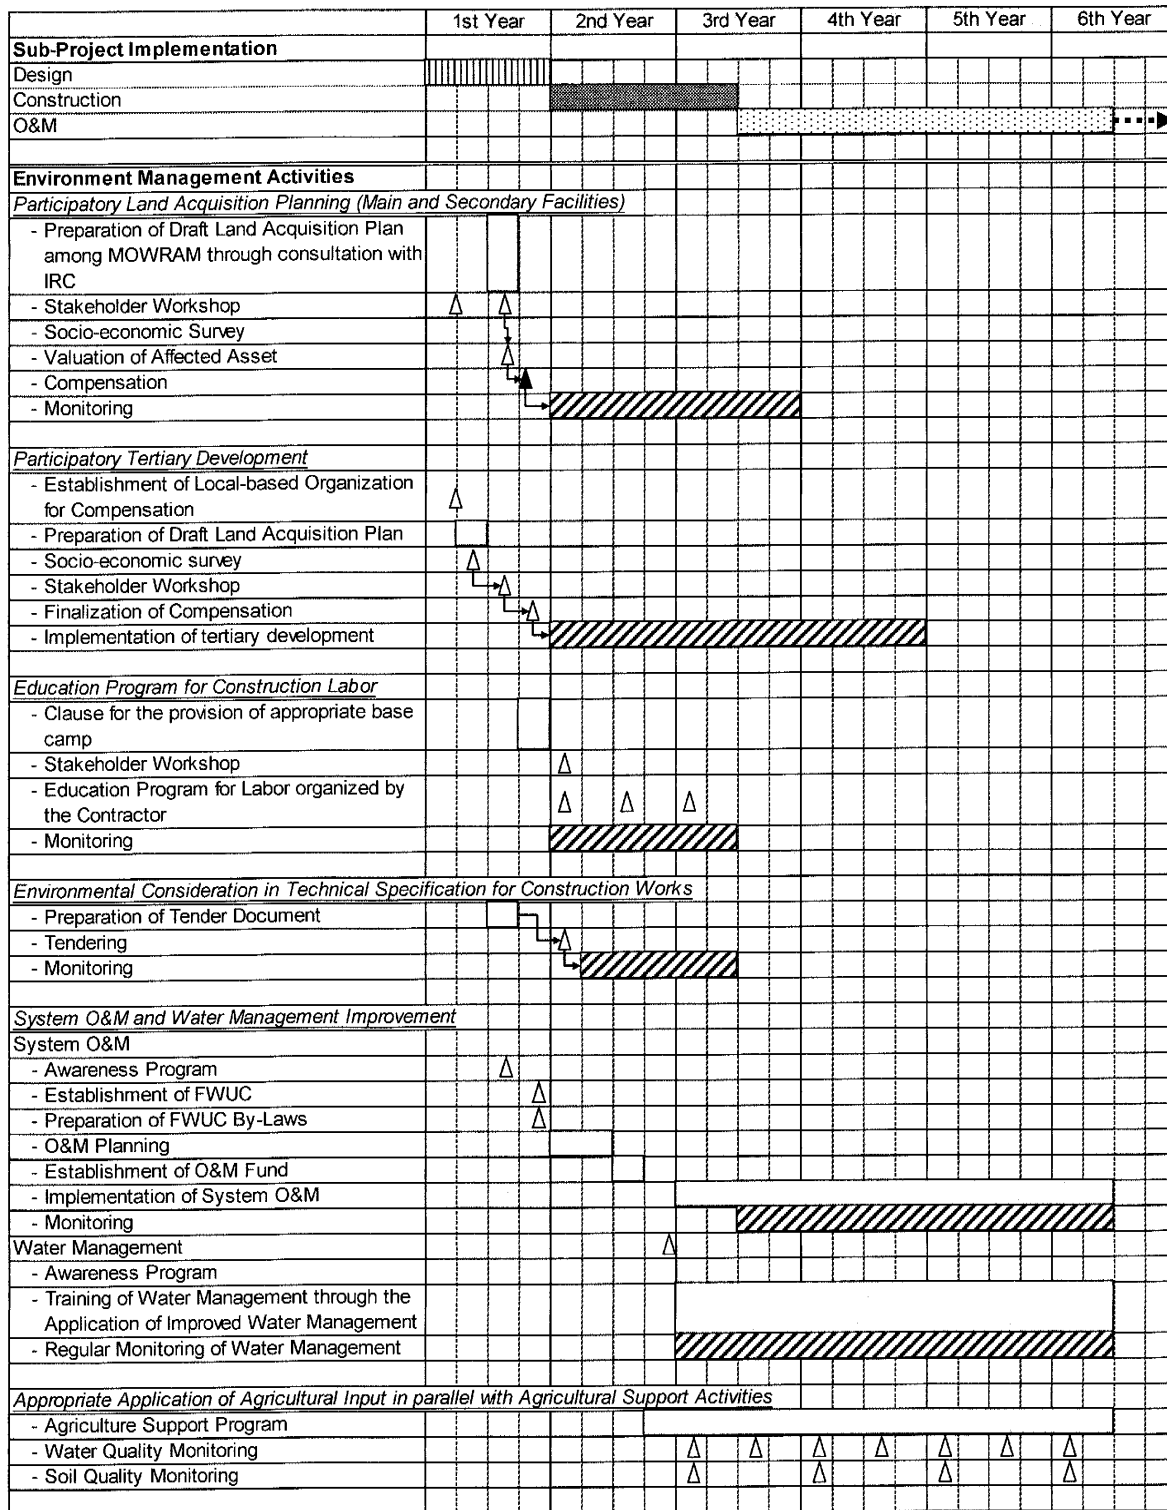 1st Year 2nd Year 3rd Year 4th Year 5th Year 6th Year
Sub-Project Implementation
Design
Construction
O&M
Environment Management Activities
Participatory Land Acquisition Planning (Main and Secondary Facilities)
- Preparation of Draft Land Acquisition Plan
among MOWRAM through consultation with
IRC
- Stakeholder Workshop
- Socio-economic Survey
- Valuation of Affected Asset
- Compensation
- Monitoring
Participatory Tertiary Development
- Establishment of Local-based Organization
for Compensation
- Preparation of Draft Land Acquisition Plan
- Socio-economic survey
- Stakeholder Workshop
- Finalization of Compensation
- Implementation of tertiary development
Education Program for Construction Labor
- Clause for the provision of appropriate base
camp
- Stakeholder Workshop
- Education Program for Labor organized by
the Contractor
- Monitoring
Environmental Consideration in Technical Specification for Construction Works
- Preparation of Tender Document
- Tendering
- Monitoring
System O&M and Water Management Improvement
System O&M
- Awareness Program
- Establishment of FWUC
- Preparation of FWUC By-Laws
- O&M Planning
- Establishment of O&M Fund
- Implementation of System O&M
- Monitoring
Water Management
- Awareness Program
- Training of Water Management through the
Application of Improved Water Management
- Regular Monitoring of Water Management
Appropriate Application of Agricultural Input in parallel with Agricultural Support Activities
- Agriculture Support Program
- Water Quality Monitoring
- Soil Quality Monitoring